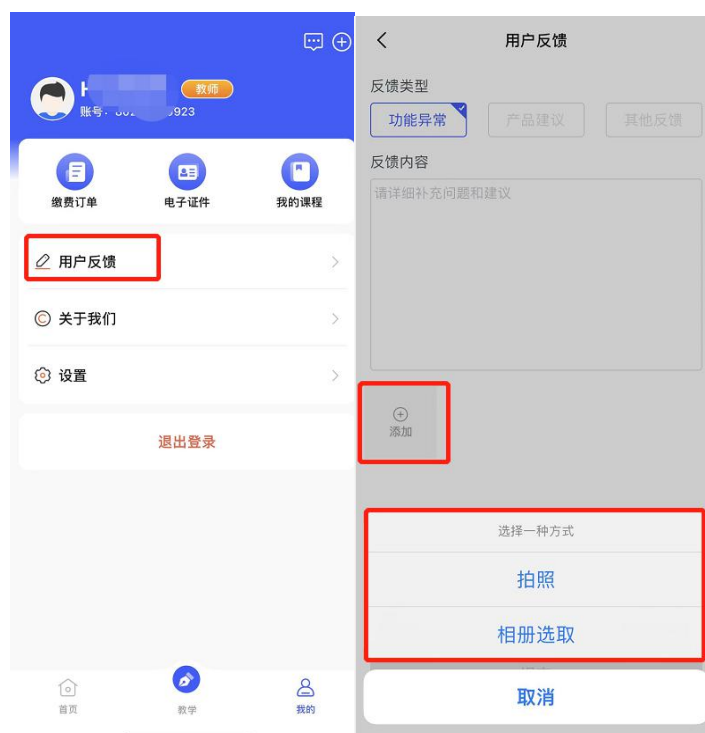 教师
账号：
923
缴费订单
电子证件
我的课程
用户反馈
关于我们
设置
退出登录
首页
教学
我的
用户反馈
反馈类型
功能异常
产品建议
其他反馈
反馈内容
请详细补充问题和建议
添加
选择一种方式
拍照
相册选取
取消